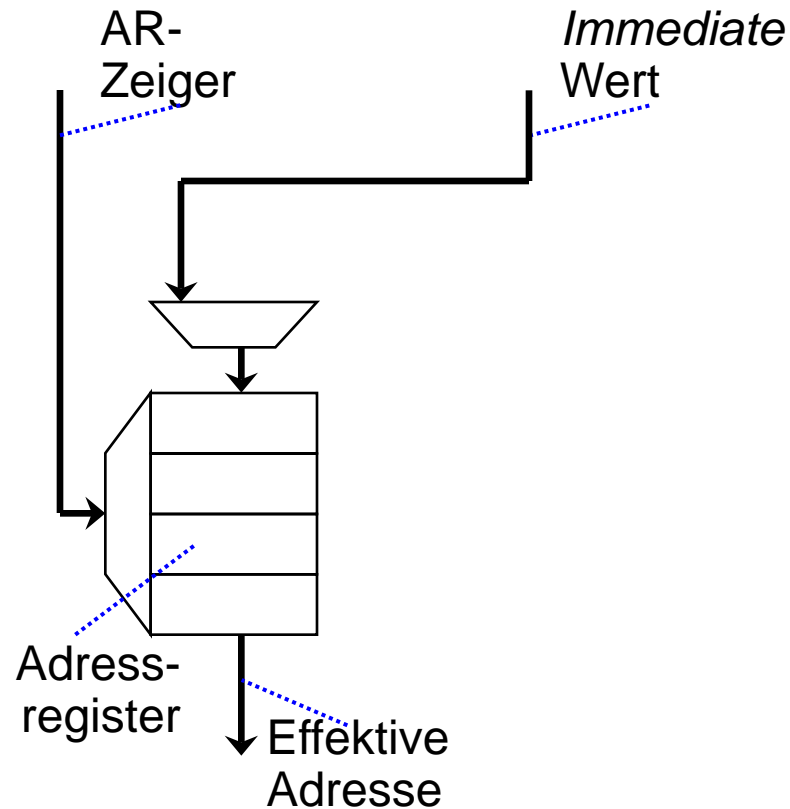 AR-
Zeiger
Immediate
Wert
Adress-
register
Effektive
Adresse